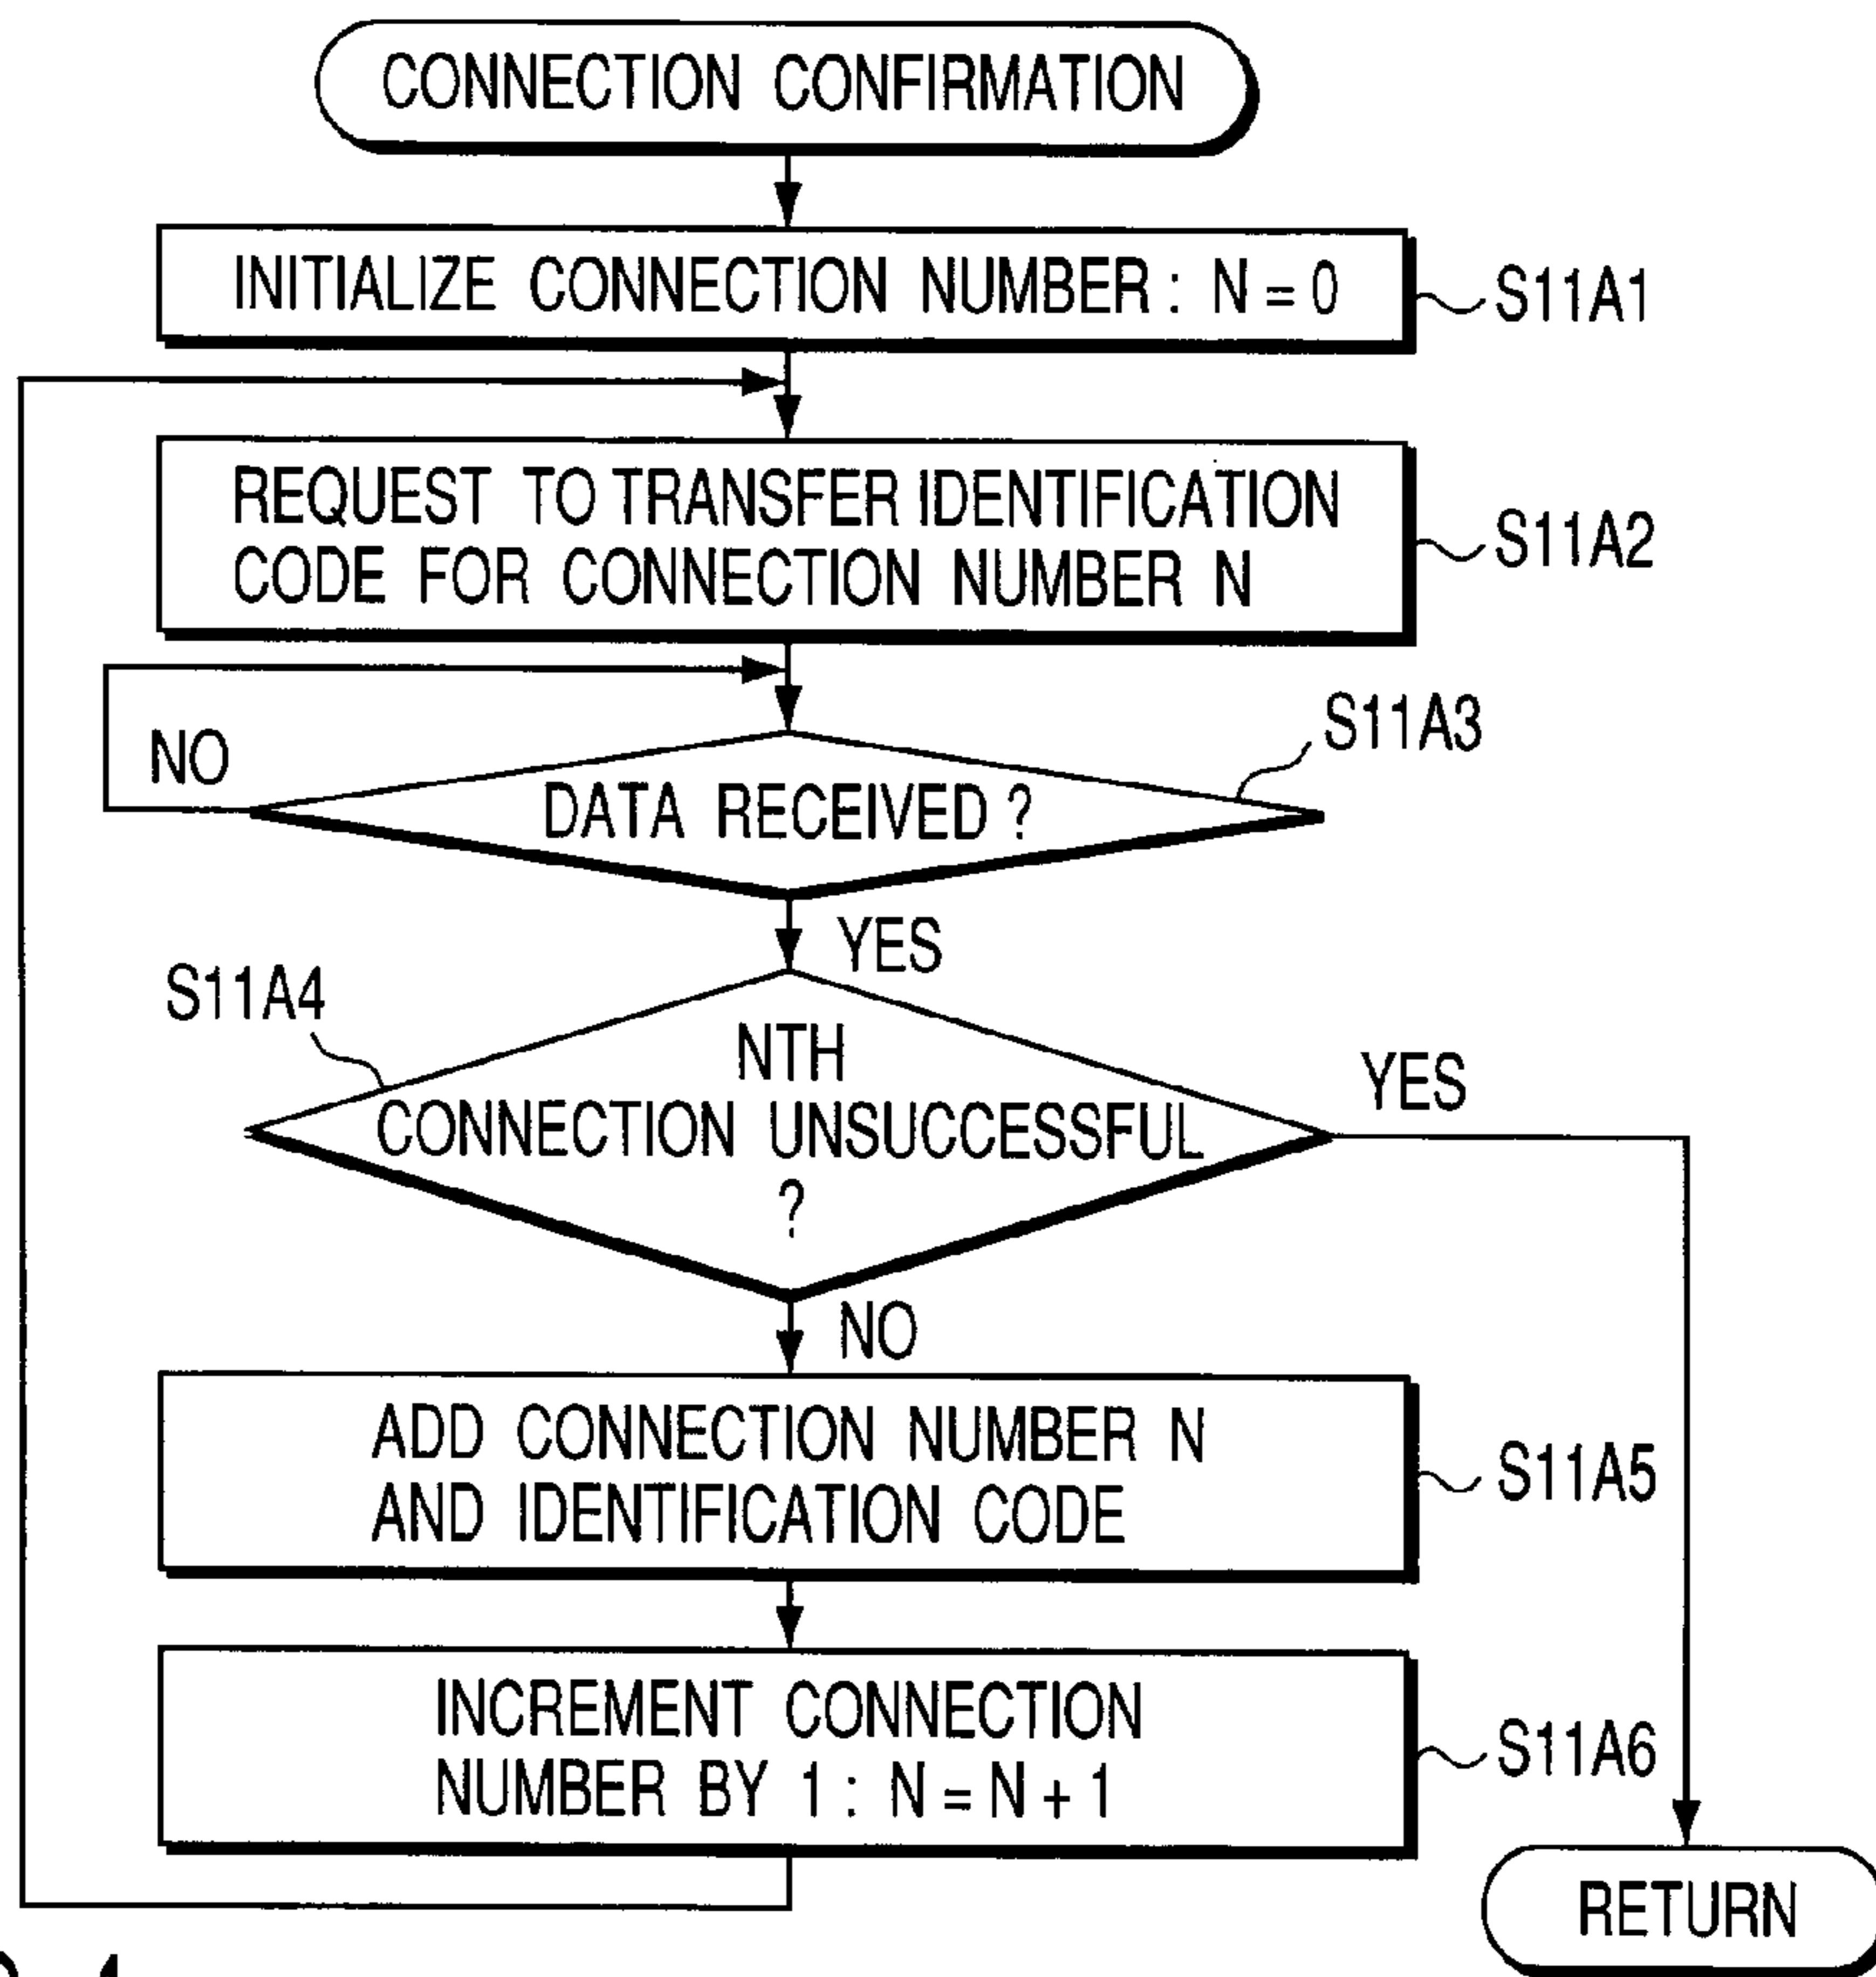 CONNECTION CONFIRMATION
INITIALIZE CONNECTION NUMBER : N = 0
S11A1
REQUEST TO TRANSFER IDENTIFICATION
CODE FOR CONNECTION NUMBER N
S11A2
NO
S11A3
DATA RECEIVED ?
YES
S11A4
NTH
CONNECTION UNSUCCESSFUL
?
YES
NO
ADD CONNECTION NUMBER N
AND IDENTIFICATION CODE
S11A5
INCREMENT CONNECTION
NUMBER BY 1 : N = N + 1
S11A6
RETURN